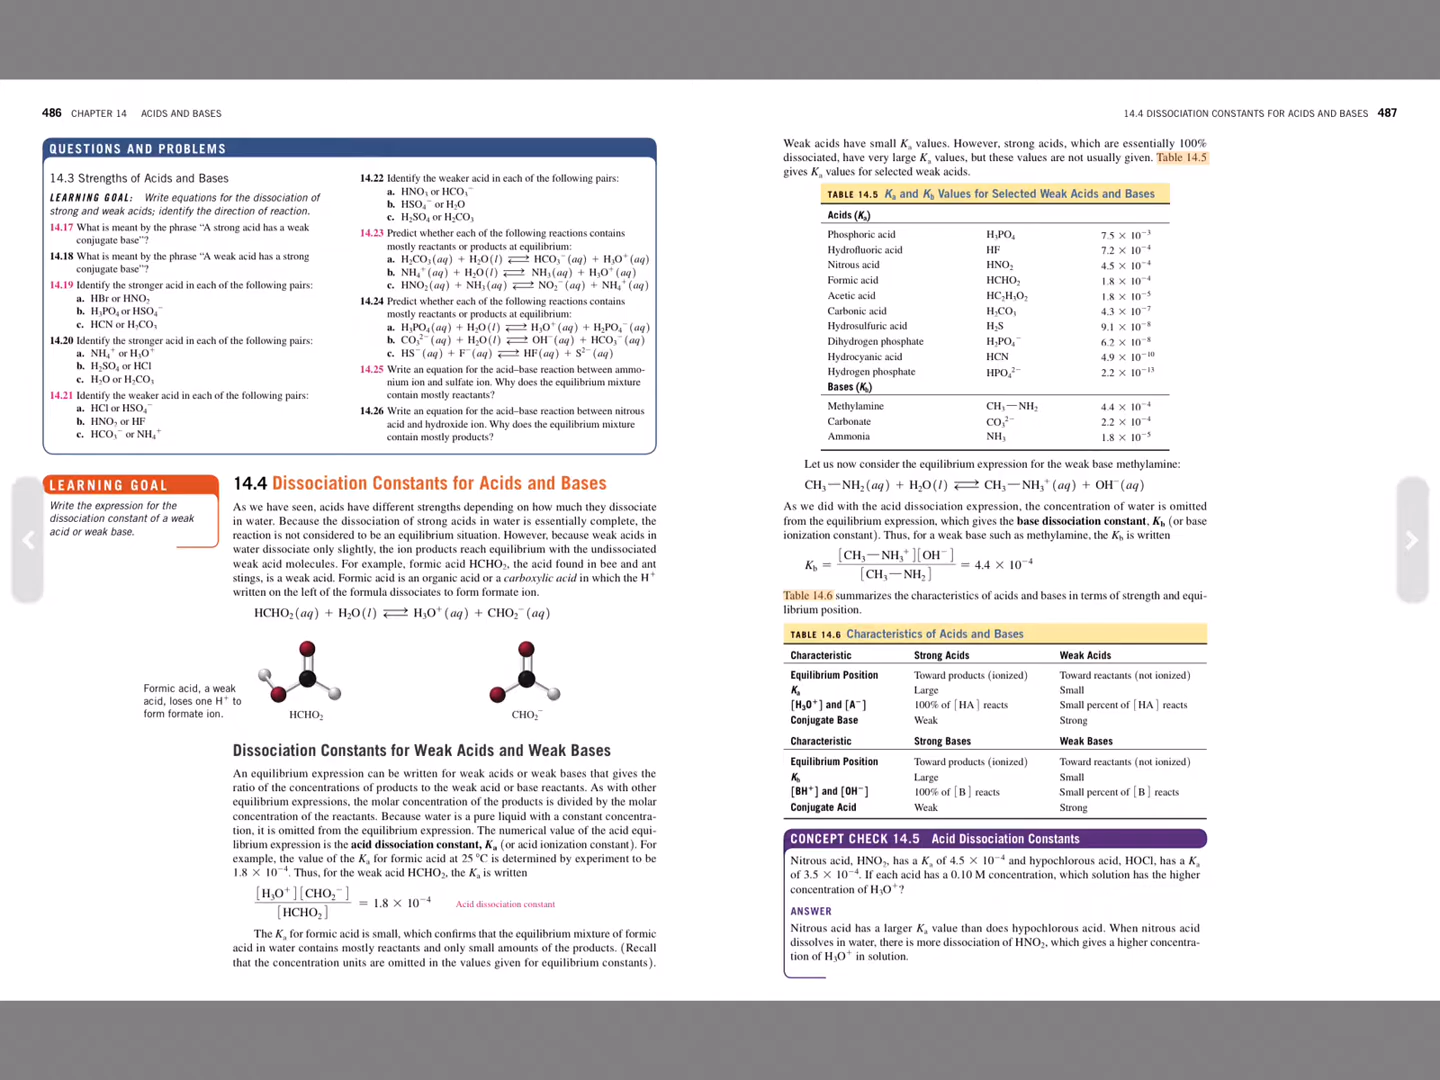 486 CHAPTER 14 ACIDS AND BASES
QUESTIONS AND PROBLEMS
14.3 Strengths of Acids and Bases
LEARNING GOAL: Write equations for the dissociation of
strong and weak acids; identify the direction of reaction.
14.17 What is meant by the phrase “A strong acid has a weak
conjugate base”?
14.18 What is meant by the phrase “A weak acid has a strong
conjugate base”?
14.19 Identify the stronger acid in each of the following pairs:
a. HBr or HNO₂
b. H₃PO₄ or HSO₄⁻
c. HCN or H₂CO₃
14.20 Identify the stronger acid in each of the following pairs:
a. NH₄⁺ or H₃O⁺
b. H₂SO₄ or HCl
c. H₂O or H₂CO₃
14.21 Identify the weaker acid in each of the following pairs:
a. HCl or HSO₄⁻
b. HNO₂ or HF
c. HCO₃⁻ or NH₄⁺
14.22 Identify the weaker acid in each of the following pairs:
a. HNO₃ or HCO₃⁻
b. HSO₄⁻ or H₂O
c. H₂SO₄ or H₂CO₃
14.23 Predict whether each of the following reactions contains
mostly reactants or products at equilibrium:
a. H₂CO₃(aq) + H₂O(l) ⇌ HCO₃⁻(aq) + H₃O⁺(aq)
b. NH₄⁺(aq) + H₂O(l) ⇌ NH₃(aq) + H₃O⁺(aq)
c. HNO₂(aq) + NH₃(aq) ⇌ NO₂⁻(aq) + NH₄⁺(aq)
14.24 Predict whether each of the following reactions contains
mostly reactants or products at equilibrium:
a. H₃PO₄(aq) + H₂O(l) ⇌ H₃O⁺(aq) + H₂PO₄⁻(aq)
b. CO₃²⁻(aq) + H₂O(l) ⇌ OH⁻(aq) + HCO₃⁻(aq)
c. HS⁻(aq) + F⁻(aq) ⇌ HF(aq) + S²⁻(aq)
14.25 Write an equation for the acid–base reaction between ammo-
nium ion and sulfate ion. Why does the equilibrium mixture
contain mostly reactants?
14.26 Write an equation for the acid–base reaction between nitrous
acid and hydroxide ion. Why does the equilibrium mixture
contain mostly products?
LEARNING GOAL
Write the expression for the
dissociation constant of a weak
acid or weak base.
14.4 Dissociation Constants for Acids and Bases
As we have seen, acids have different strengths depending on how much they dissociate
in water. Because the dissociation of strong acids in water is essentially complete, the
reaction is not considered to be an equilibrium situation. However, because weak acids in
water dissociate only slightly, the ion products reach equilibrium with the undissociated
weak acid molecules. For example, formic acid HCHO₂, the acid found in bee and ant
stings, is a weak acid. Formic acid is an organic acid or a carboxylic acid in which the H⁺
written on the left of the formula dissociates to form formate ion.
HCHO₂(aq) + H₂O(l) ⇌ H₃O⁺(aq) + CHO₂⁻(aq)
Formic acid, a weak
acid, loses one H⁺ to
form formate ion.
HCHO₂
CHO₂⁻
Dissociation Constants for Weak Acids and Weak Bases
An equilibrium expression can be written for weak acids or weak bases that gives the
ratio of the concentrations of products to the weak acid or base reactants. As with other
equilibrium expressions, the molar concentration of the products is divided by the molar
concentration of the reactants. Because water is a pure liquid with a constant concentra-
tion, it is omitted from the equilibrium expression. The numerical value of the acid equi-
librium expression is the acid dissociation constant, Kₐ (or acid ionization constant). For
example, the value of the Kₐ for formic acid at 25 °C is determined by experiment to be
1.8 × 10⁻⁴. Thus, for the weak acid HCHO₂, the Kₐ is written
[H₃O⁺][CHO₂⁻]
[HCHO₂]
= 1.8 × 10⁻⁴ Acid dissociation constant
The Kₐ for formic acid is small, which confirms that the equilibrium mixture of formic
acid in water contains mostly reactants and only small amounts of the products. (Recall
that the concentration units are omitted in the values given for equilibrium constants).
14.4 DISSOCIATION CONSTANTS FOR ACIDS AND BASES 487
Weak acids have small Kₐ values. However, strong acids, which are essentially 100%
dissociated, have very large Kₐ values, but these values are not usually given. Table 14.5
gives Kₐ values for selected weak acids.
TABLE 14.5 Kₐ and K_b Values for Selected Weak Acids and Bases
Acids (Kₐ)
Phosphoric acid H₃PO₄ 7.5 × 10⁻³
Hydrofluoric acid HF 7.2 × 10⁻⁴
Nitrous acid HNO₂ 4.5 × 10⁻⁴
Formic acid HCHO₂ 1.8 × 10⁻⁴
Acetic acid HC₂H₃O₂ 1.8 × 10⁻⁵
Carbonic acid H₂CO₃ 4.3 × 10⁻⁷
Hydrosulfuric acid H₂S 9.1 × 10⁻⁸
Dihydrogen phosphate H₂PO₄⁻ 6.2 × 10⁻⁸
Hydrocyanic acid HCN 4.9 × 10⁻¹⁰
Hydrogen phosphate HPO₄²⁻ 2.2 × 10⁻¹³
Bases (K_b)
Methylamine CH₃—NH₂ 4.4 × 10⁻⁴
Carbonate CO₃²⁻ 2.2 × 10⁻⁴
Ammonia NH₃ 1.8 × 10⁻⁵
Let us now consider the equilibrium expression for the weak base methylamine:
CH₃—NH₂(aq) + H₂O(l) ⇌ CH₃—NH₃⁺(aq) + OH⁻(aq)
As we did with the acid dissociation expression, the concentration of water is omitted
from the equilibrium expression, which gives the base dissociation constant, K_b (or base
ionization constant). Thus, for a weak base such as methylamine, the K_b is written
K_b = [CH₃—NH₃⁺][OH⁻]
[CH₃—NH₂]
= 4.4 × 10⁻⁴
Table 14.6 summarizes the characteristics of acids and bases in terms of strength and equi-
librium position.
TABLE 14.6 Characteristics of Acids and Bases
Characteristic Strong Acids Weak Acids
Equilibrium Position Toward products (ionized) Toward reactants (not ionized)
Kₐ Large Small
[H₃O⁺] and [A⁻] 100% of [HA] reacts Small percent of [HA] reacts
Conjugate Base Weak Strong
Characteristic Strong Bases Weak Bases
Equilibrium Position Toward products (ionized) Toward reactants (not ionized)
K_b Large Small
[BH⁺] and [OH⁻] 100% of [B] reacts Small percent of [B] reacts
Conjugate Acid Weak Strong
CONCEPT CHECK 14.5 Acid Dissociation Constants
Nitrous acid, HNO₂, has a Kₐ of 4.5 × 10⁻⁴ and hypochlorous acid, HOCl, has a Kₐ
of 3.5 × 10⁻⁴. If each acid has a 0.10 M concentration, which solution has the higher
concentration of H₃O⁺?
ANSWER
Nitrous acid has a larger Kₐ value than does hypochlorous acid. When nitrous acid
dissolves in water, there is more dissociation of HNO₂, which gives a higher concentra-
tion of H₃O⁺ in solution.